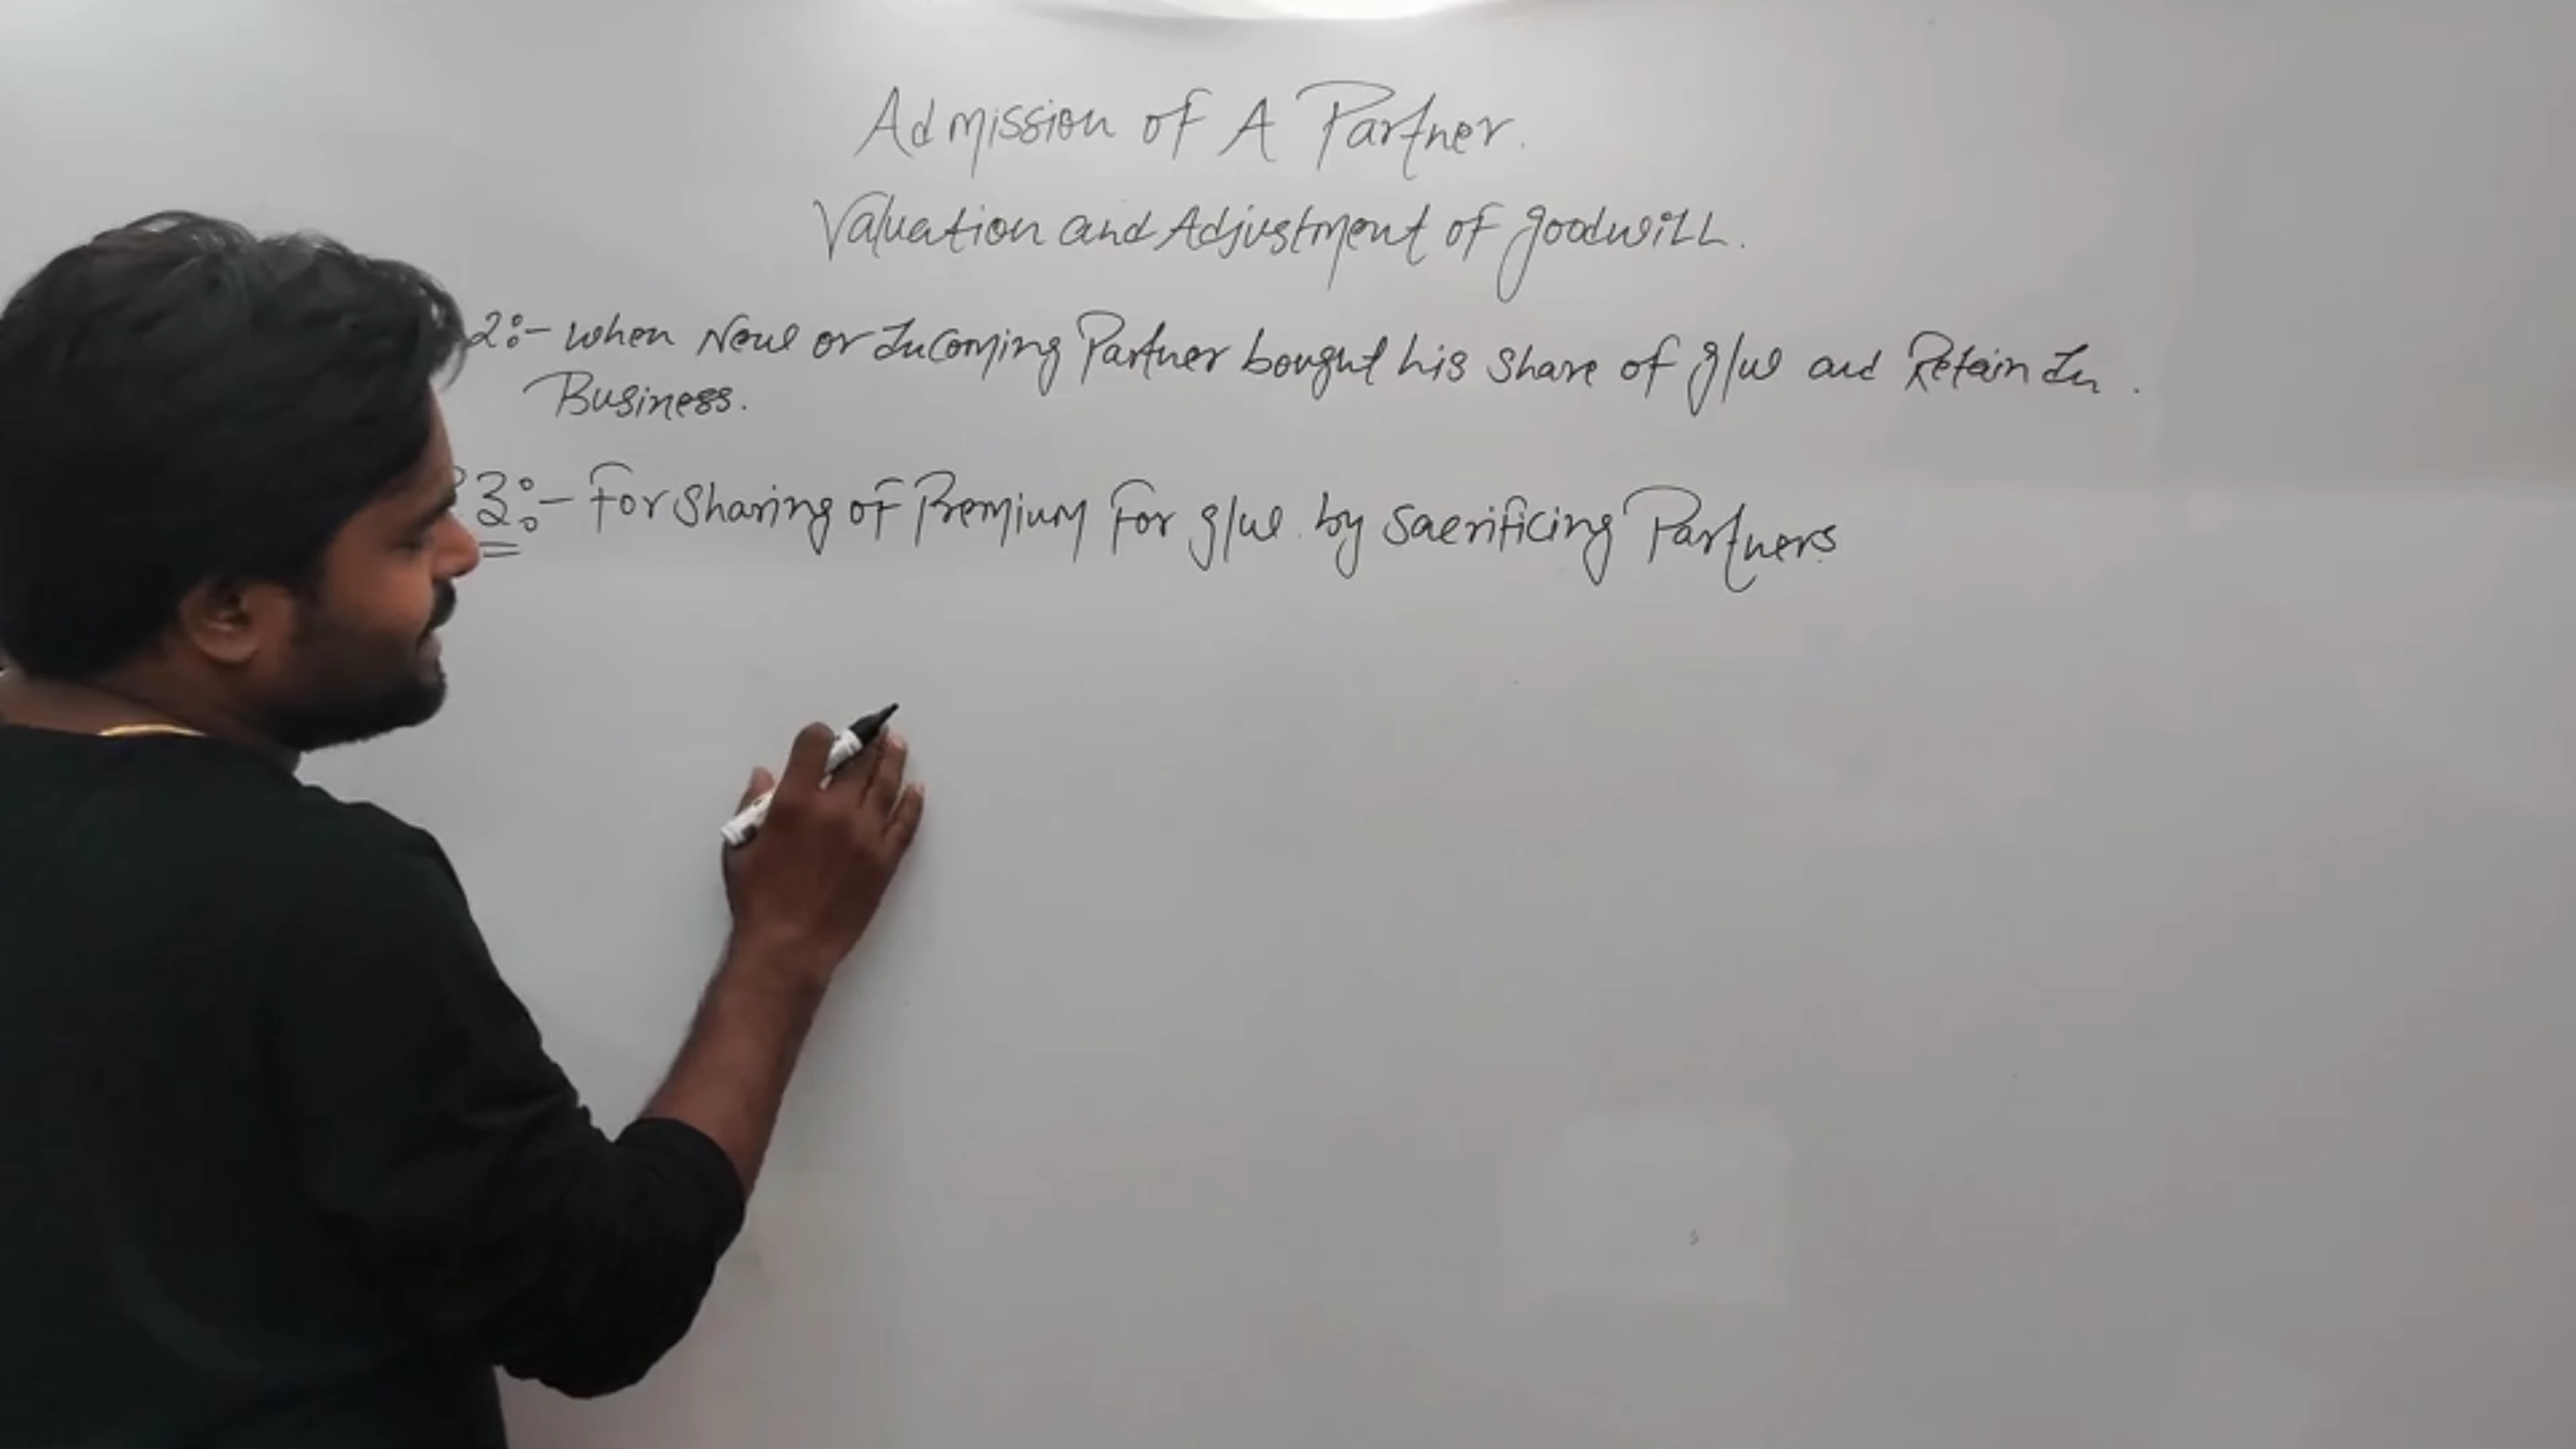 Admission of A Partner.
Valuation and Adjustment of goodwill.
2:- when New or Incoming Partner bought his share of g/w and Retain In.
Business.
3:- For sharing of Premium For g/w. by sacrificing Partners